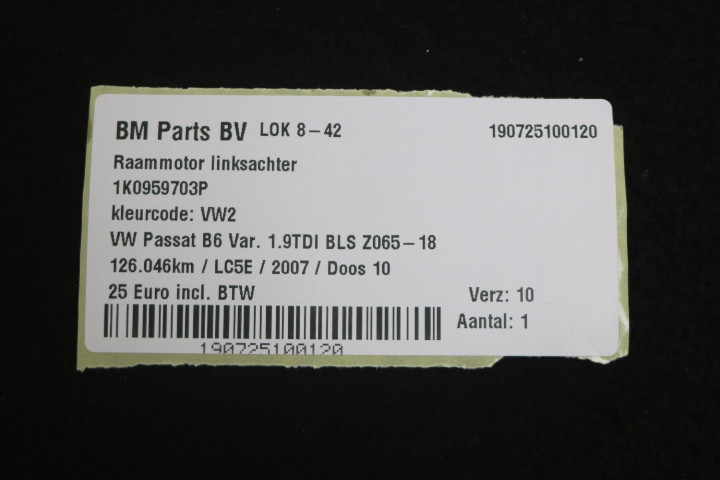 BM Parts BV LOK 8-42 190725100120
Raammotor linksachter
1K0959703P
kleurcode: VW2
VW Passat B6 Var. 1.9TDI BLS Z065-18
126.046km / LC5E / 2007 / Doos 10
25 Euro incl. BTW Verz: 10
Aantal: 1
190725100120